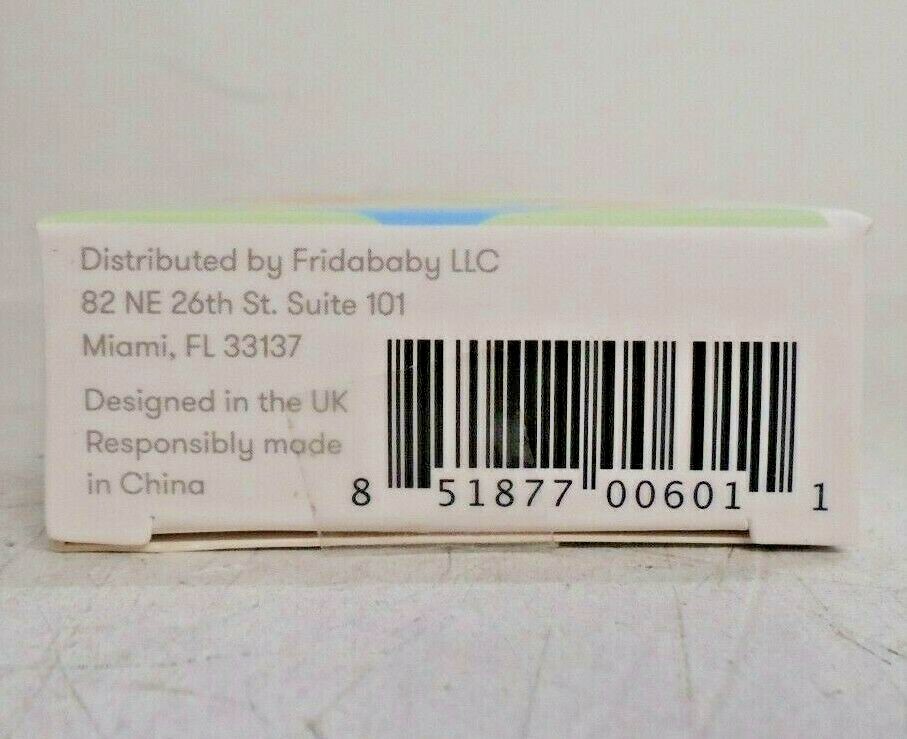 Distributed by Fridababy LLC
82 NE 26th St. Suite 101
Miami, FL 33137
Designed in the UK
Responsibly made
in China
8 51877 00601 1